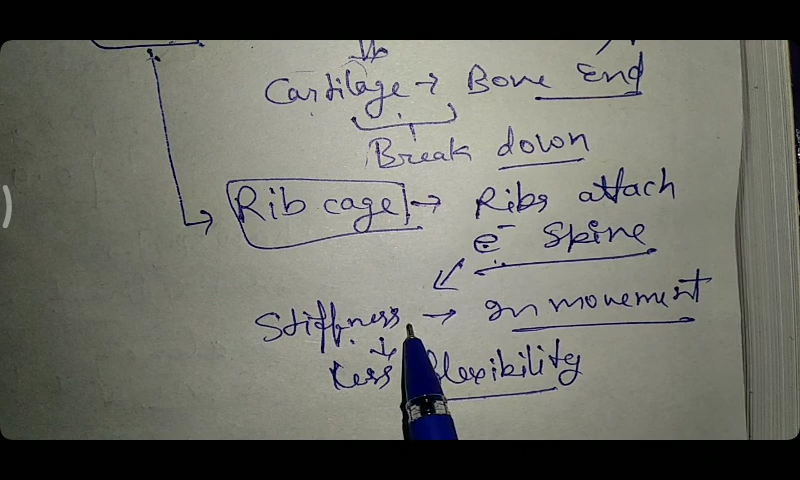 Cartilage → Bone End
Break down
Rib cage → Ribs attach
c̄ Spine
Stiffness → In movement
↓
Less flexibility